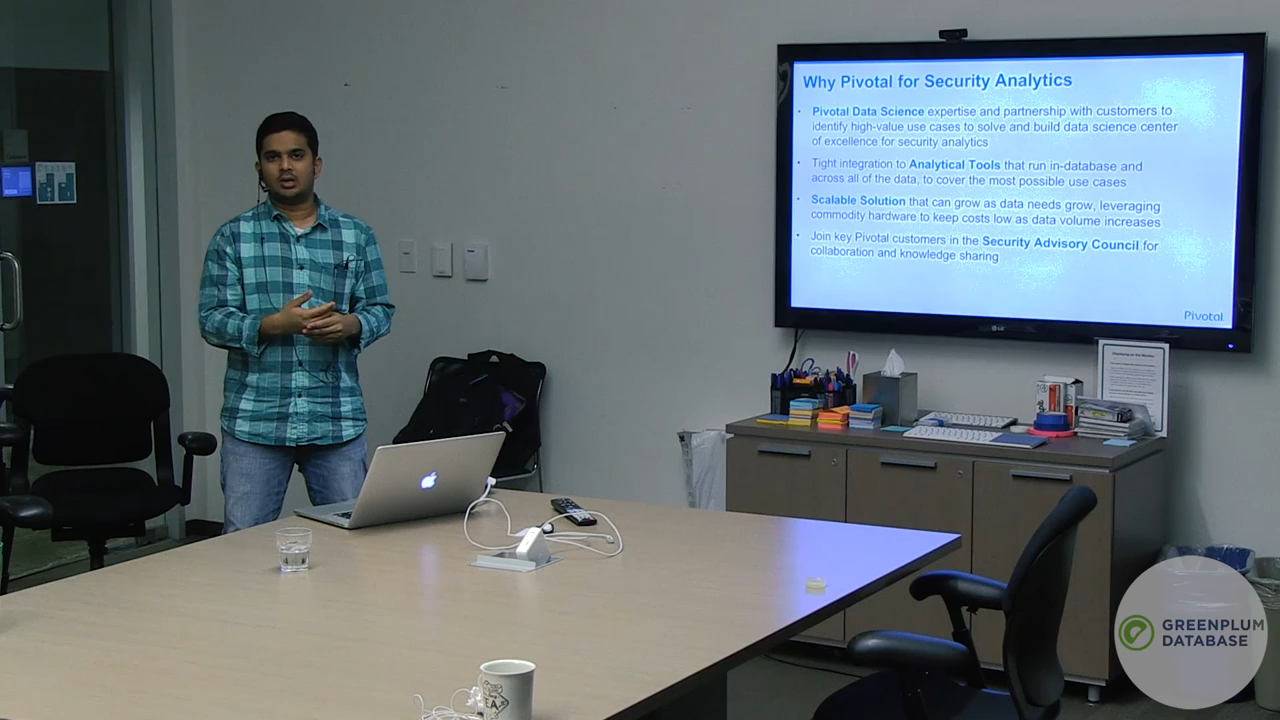 Why Pivotal for Security Analytics
• Pivotal Data Science expertise and partnership with customers to
identify high-value use cases to solve and build data science center
of excellence for security analytics
• Tight integration to Analytical Tools that run in-database and
across all of the data, to cover the most possible use cases
• Scalable Solution that can grow as data needs grow, leveraging
commodity hardware to keep costs low as data volume increases
• Join key Pivotal customers in the Security Advisory Council for
collaboration and knowledge sharing
Pivotal
LG
GREENPLUM
DATABASE